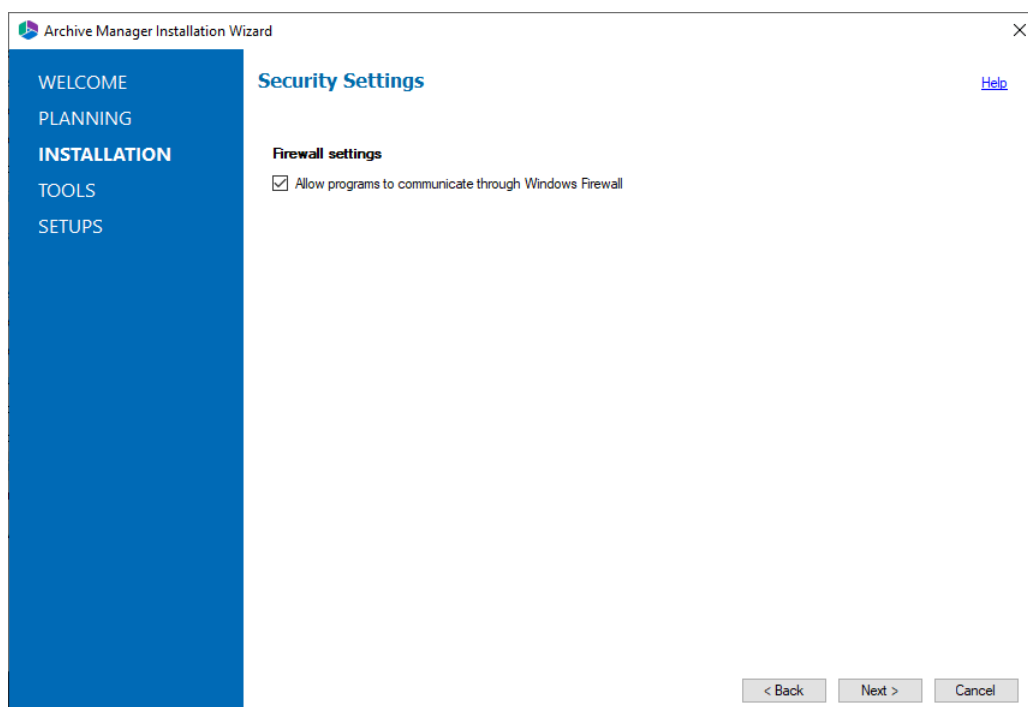 Archive Manager Installation Wizard
WELCOME
PLANNING
INSTALLATION
TOOLS
SETUPS
Security Settings
Help
Firewall settings
Allow programs to communicate through Windows Firewall
< Back
Next >
Cancel